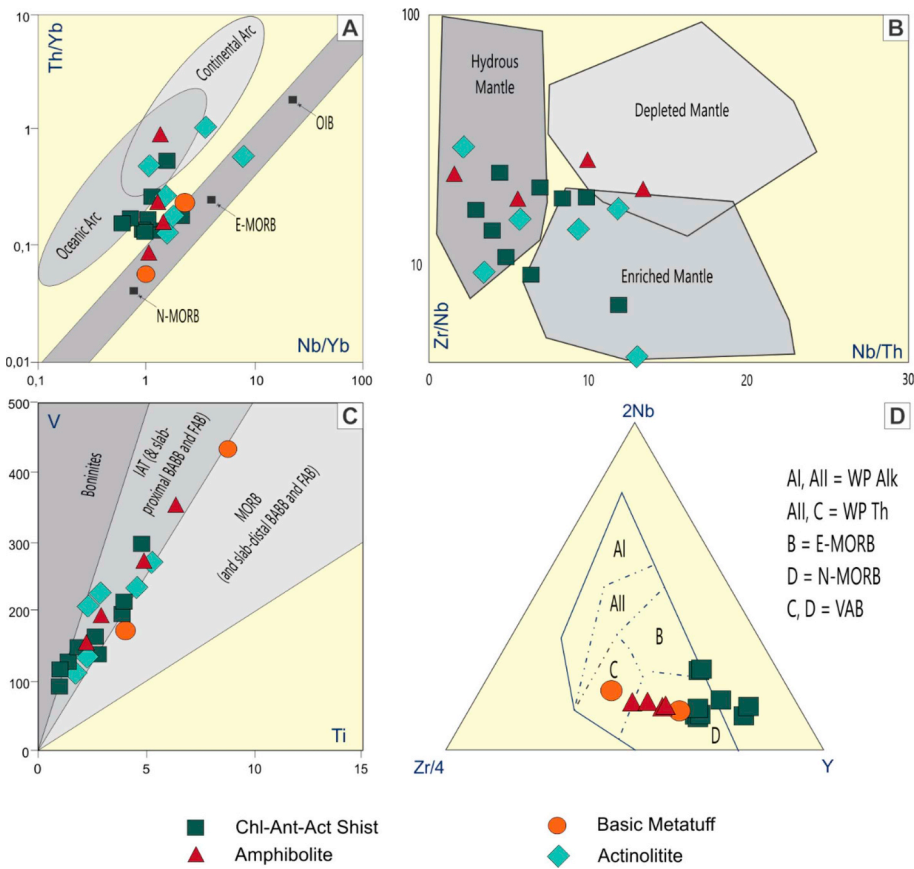 A
Th/Yb
10
1
0,1
0,01
Continental Arc
Oceanic Arc
OIB
E-MORB
N-MORB
Nb/Yb
0,1
1
10
100
B
100
10
Zr/Nb
Hydrous
Mantle
Depleted Mantle
Enriched Mantle
Nb/Th
0
10
20
30
C
V
500
400
300
200
100
0
Boninites
IAT (& slab-
proximal BABB and FAB)
MORB
(and slab-distal BABB and FAB)
Ti
0
5
10
15
D
2Nb
AI
AII
B
C
D
Zr/4
Y
AI, AII = WP Alk
AII, C = WP Th
B = E-MORB
D = N-MORB
C, D = VAB
Chl-Ant-Act Shist
Basic Metatuff
Amphibolite
Actinolitite